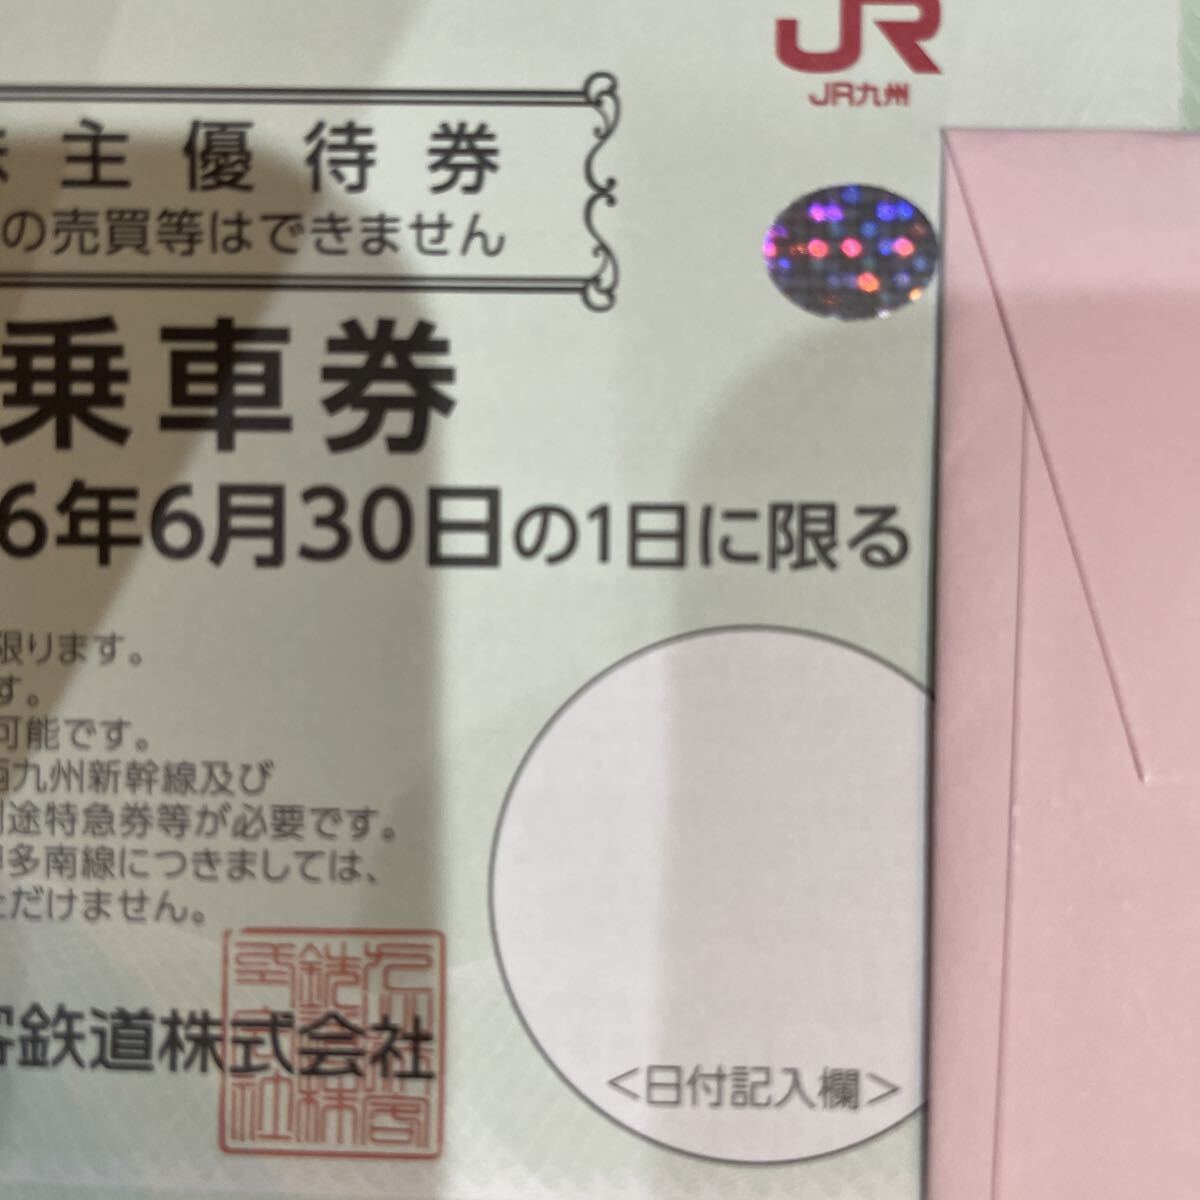 JR
JR九州
主優待券
の売買等はできません
乗車券
6年6月30日の1日に限る
限ります。
す。
可能です。
九州新幹線及び
途特急券等が必要です。
多南線につきましては、
だけません。
鉄道株式会社
<日付記入欄>